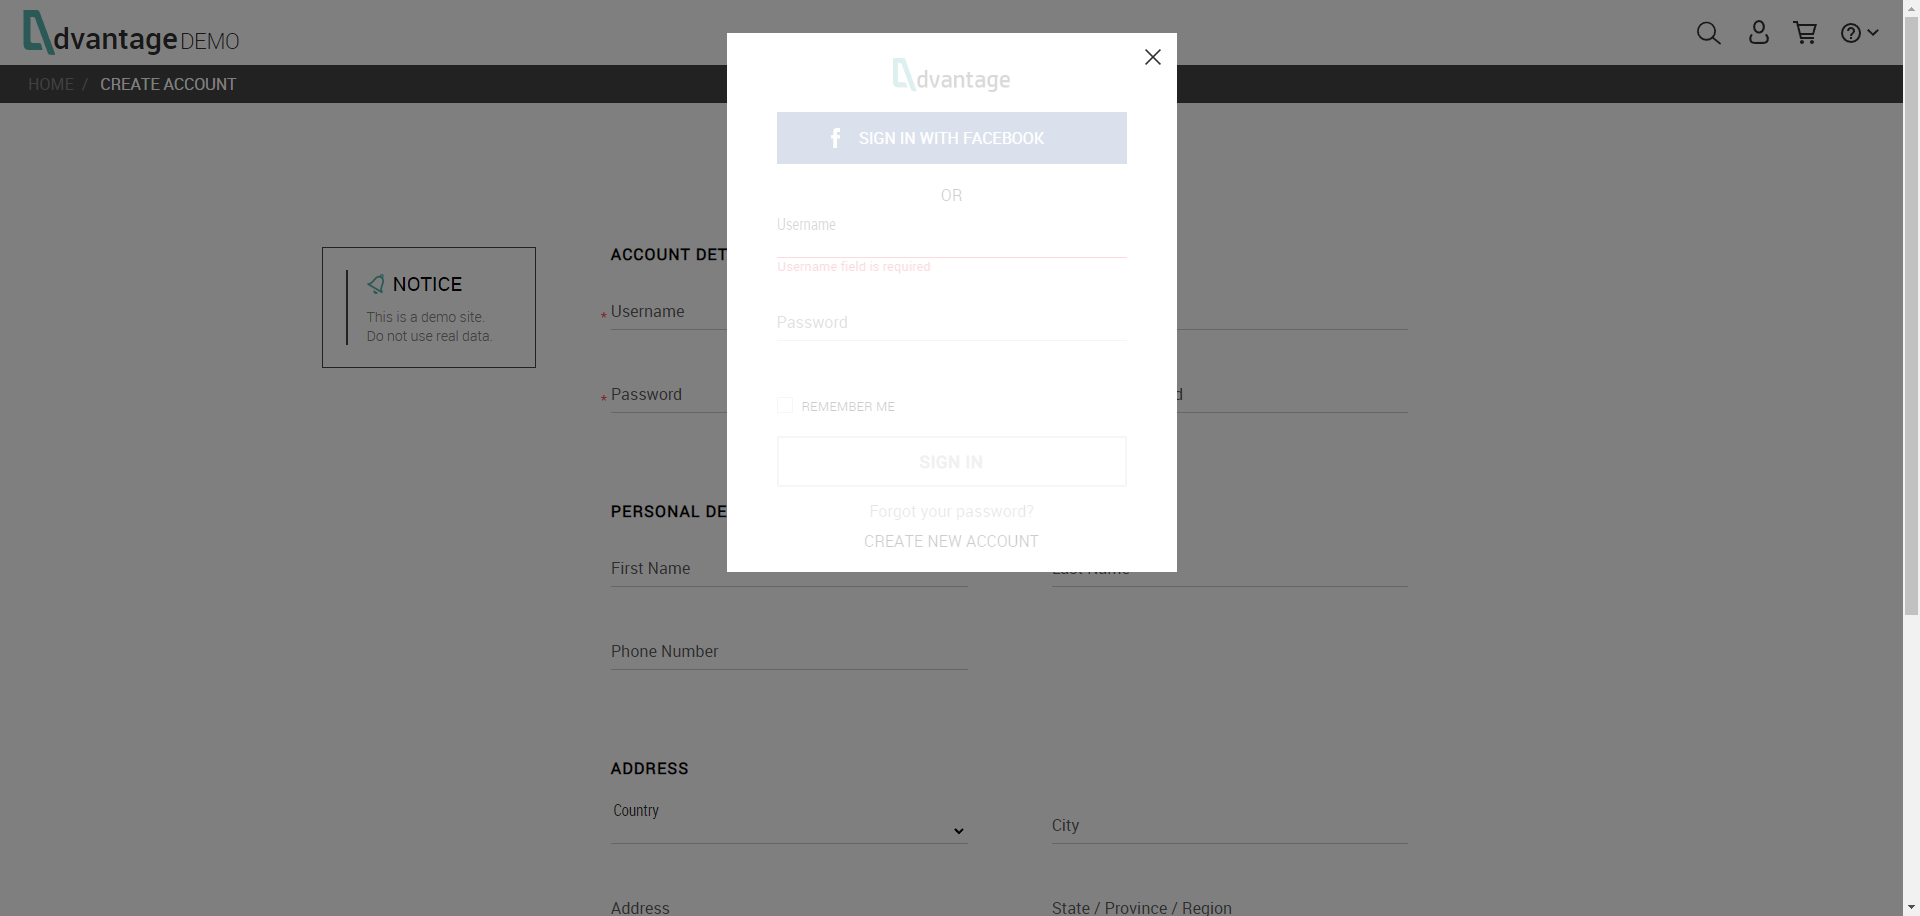 dvantage DEMO
HOME / CREATE ACCOUNT
dvantage
SIGN IN WITH FACEBOOK
OR
Username
Username field is required
Password
REMEMBER ME
SIGN IN
Forgot your password?
CREATE NEW ACCOUNT
NOTICE
This is a demo site.
Do not use real data.
ACCOUNT DET
* Username
* Password
d
PERSONAL DE
First Name
Last Name
Phone Number
ADDRESS
Country
City
Address
State / Province / Region